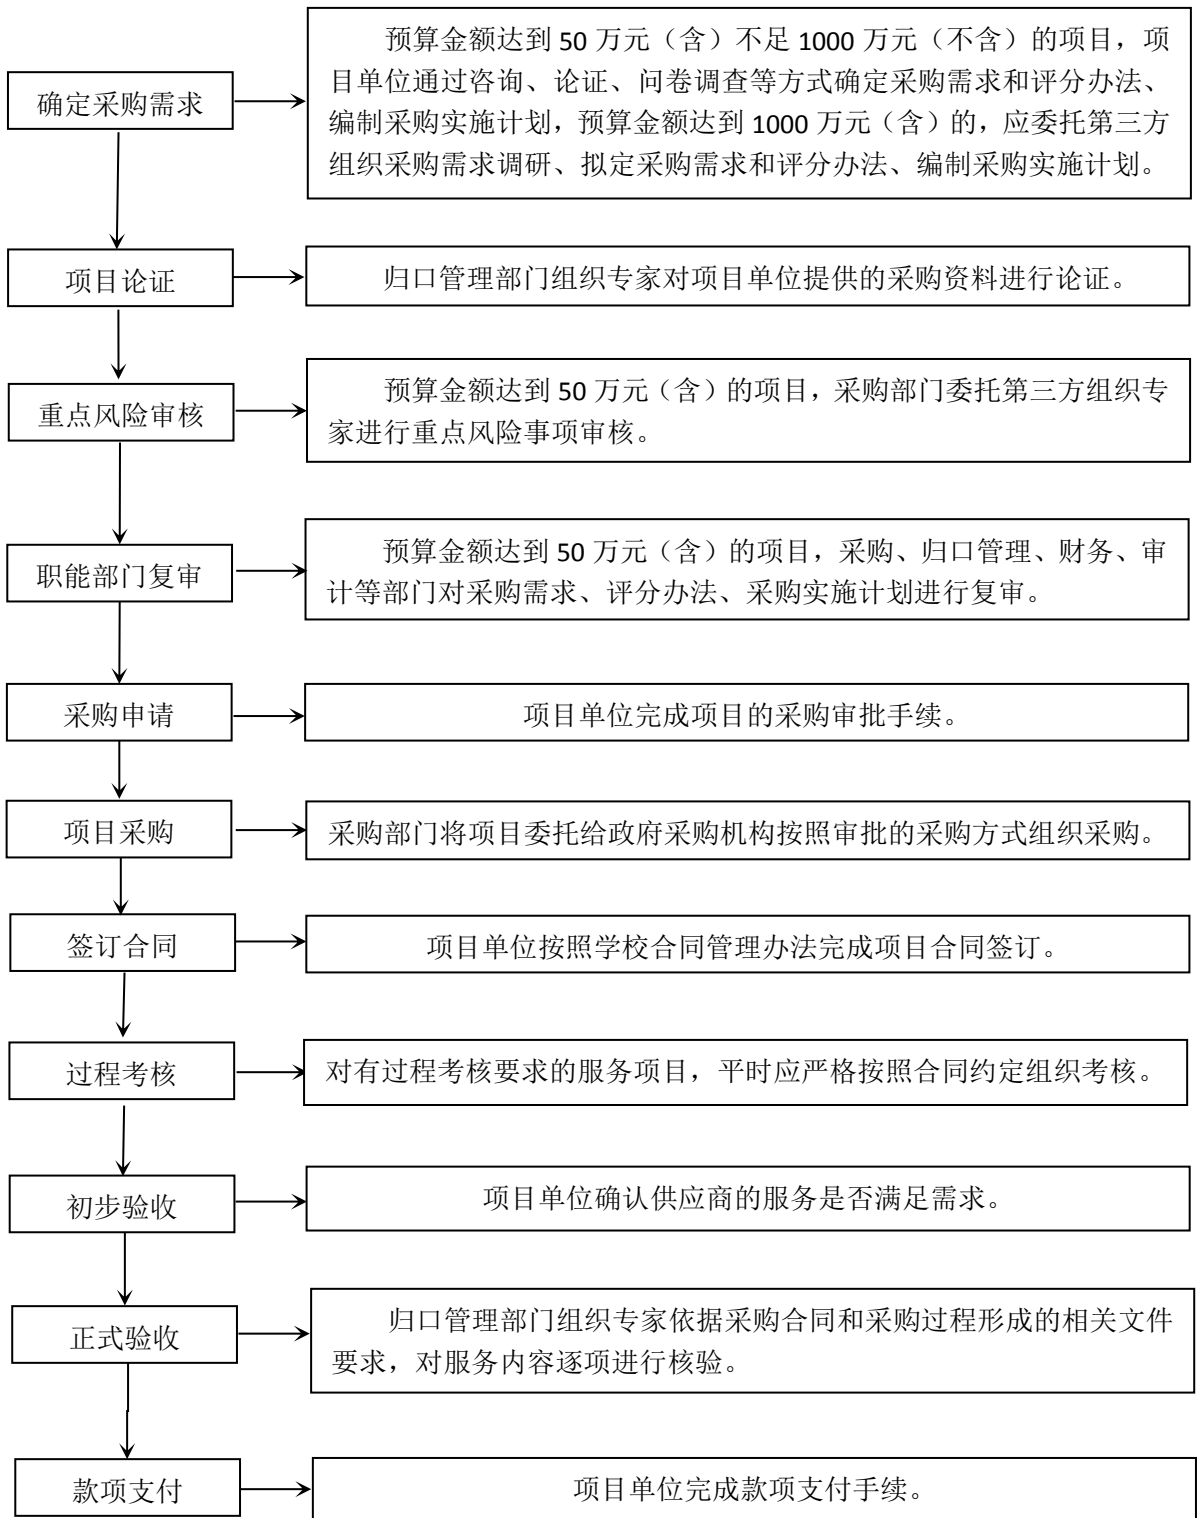 确定采购需求
预算金额达到 50 万元（含）不足 1000 万元（不含）的项目，项
目单位通过咨询、论证、问卷调查等方式确定采购需求和评分办法、
编制采购实施计划，预算金额达到 1000 万元（含）的，应委托第三方
组织采购需求调研、拟定采购需求和评分办法、编制采购实施计划。
项目论证
归口管理部门组织专家对项目单位提供的采购资料进行论证。
重点风险审核
预算金额达到 50 万元（含）的项目，采购部门委托第三方组织专
家进行重点风险事项审核。
职能部门复审
预算金额达到 50 万元（含）的项目，采购、归口管理、财务、审
计等部门对采购需求、评分办法、采购实施计划进行复审。
采购申请
项目单位完成项目的采购审批手续。
项目采购
采购部门将项目委托给政府采购机构按照审批的采购方式组织采购。
签订合同
项目单位按照学校合同管理办法完成项目合同签订。
过程考核
对有过程考核要求的服务项目，平时应严格按照合同约定组织考核。
初步验收
项目单位确认供应商的服务是否满足需求。
正式验收
归口管理部门组织专家依据采购合同和采购过程形成的相关文件
要求，对服务内容逐项进行核验。
款项支付
项目单位完成款项支付手续。